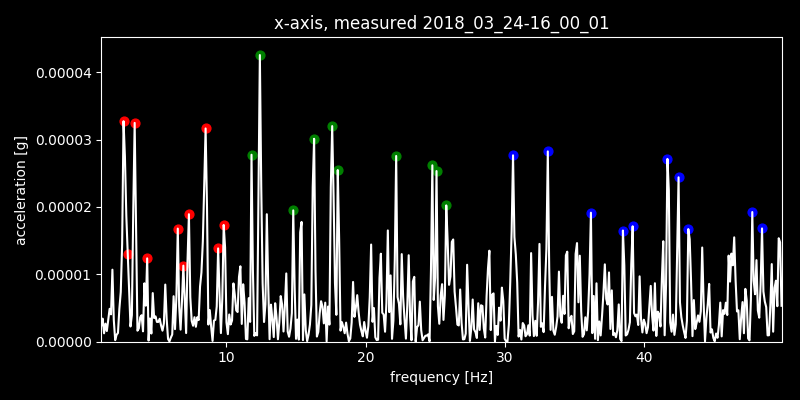 x-axis, measured 2018_03_24-16_00_01
0.00004
0.00003
0.00002
0.00001
0.00000
acceleration [g]
10 20 30 40
frequency [Hz]